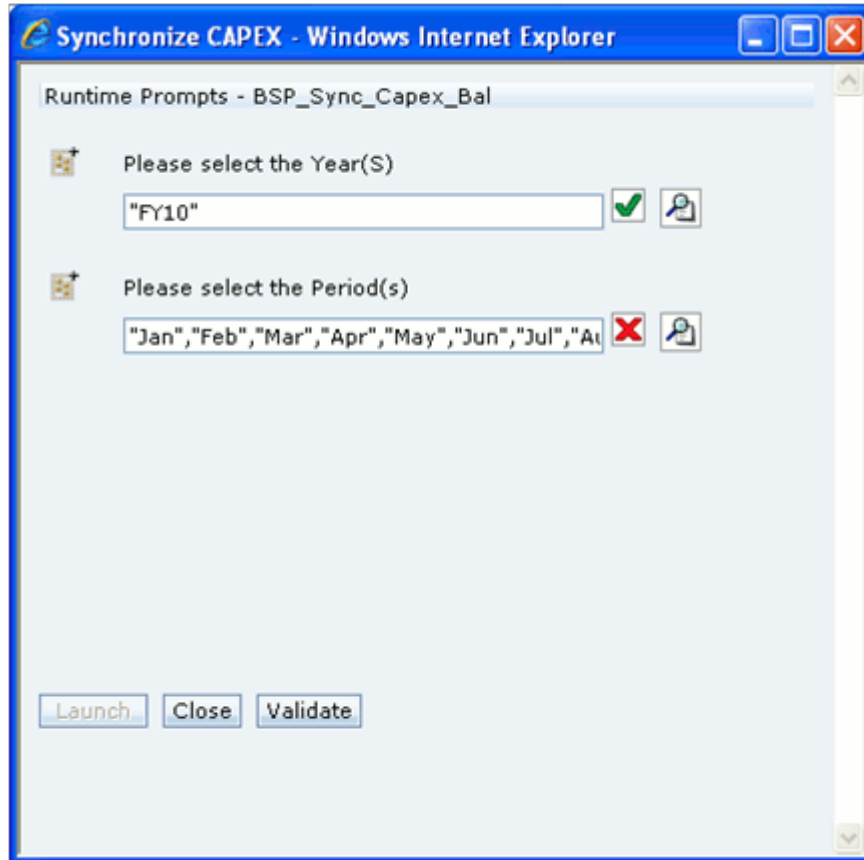 Synchronize CAPEX - Windows Internet Explorer
Runtime Prompts - BSP_Sync_Capex_Bal
Please select the Year(S)
"FY10"
Please select the Period(s)
"Jan","Feb","Mar","Apr","May","Jun","Jul","Au
Launch Close Validate